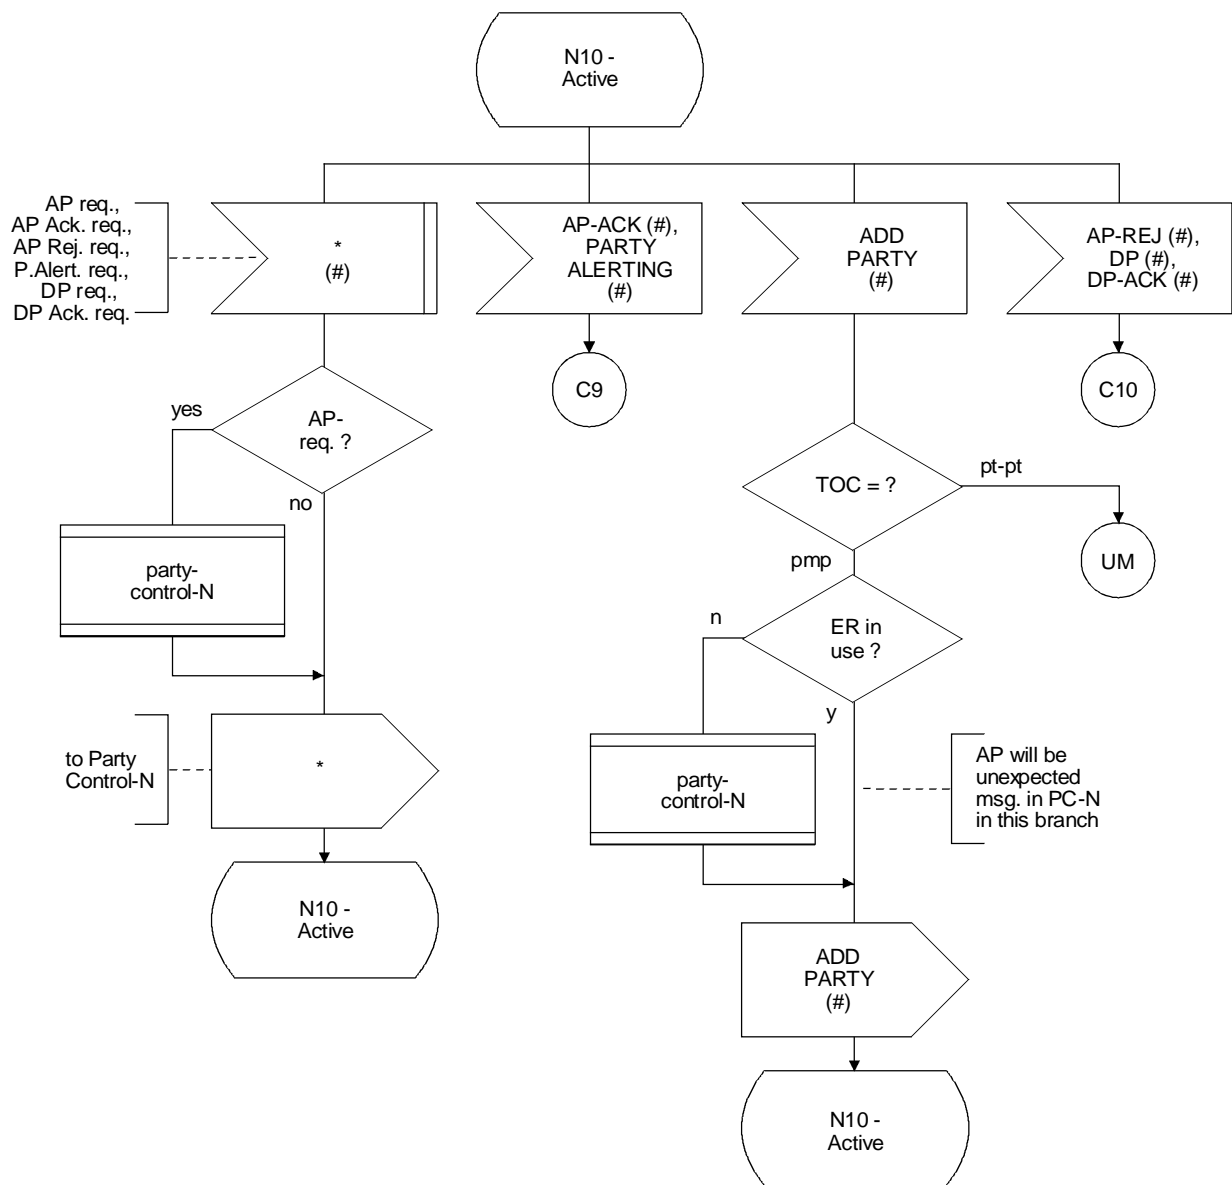 N10 -
Active
AP req.,
AP Ack. req.,
AP Rej. req.,
P.Alert. req.,
DP req.,
DP Ack. req.
*
(#)
AP-ACK (#),
PARTY
ALERTING
(#)
ADD
PARTY
(#)
AP-REJ (#),
DP (#),
DP-ACK (#)
C9
C10
yes
AP-
req. ?
no
TOC = ?
pt-pt
UM
pmp
party-
control-N
n
ER in
use ?
y
to Party
Control-N
*
party-
control-N
AP will be
unexpected
msg. in PC-N
in this branch
N10 -
Active
ADD
PARTY
(#)
N10 -
Active